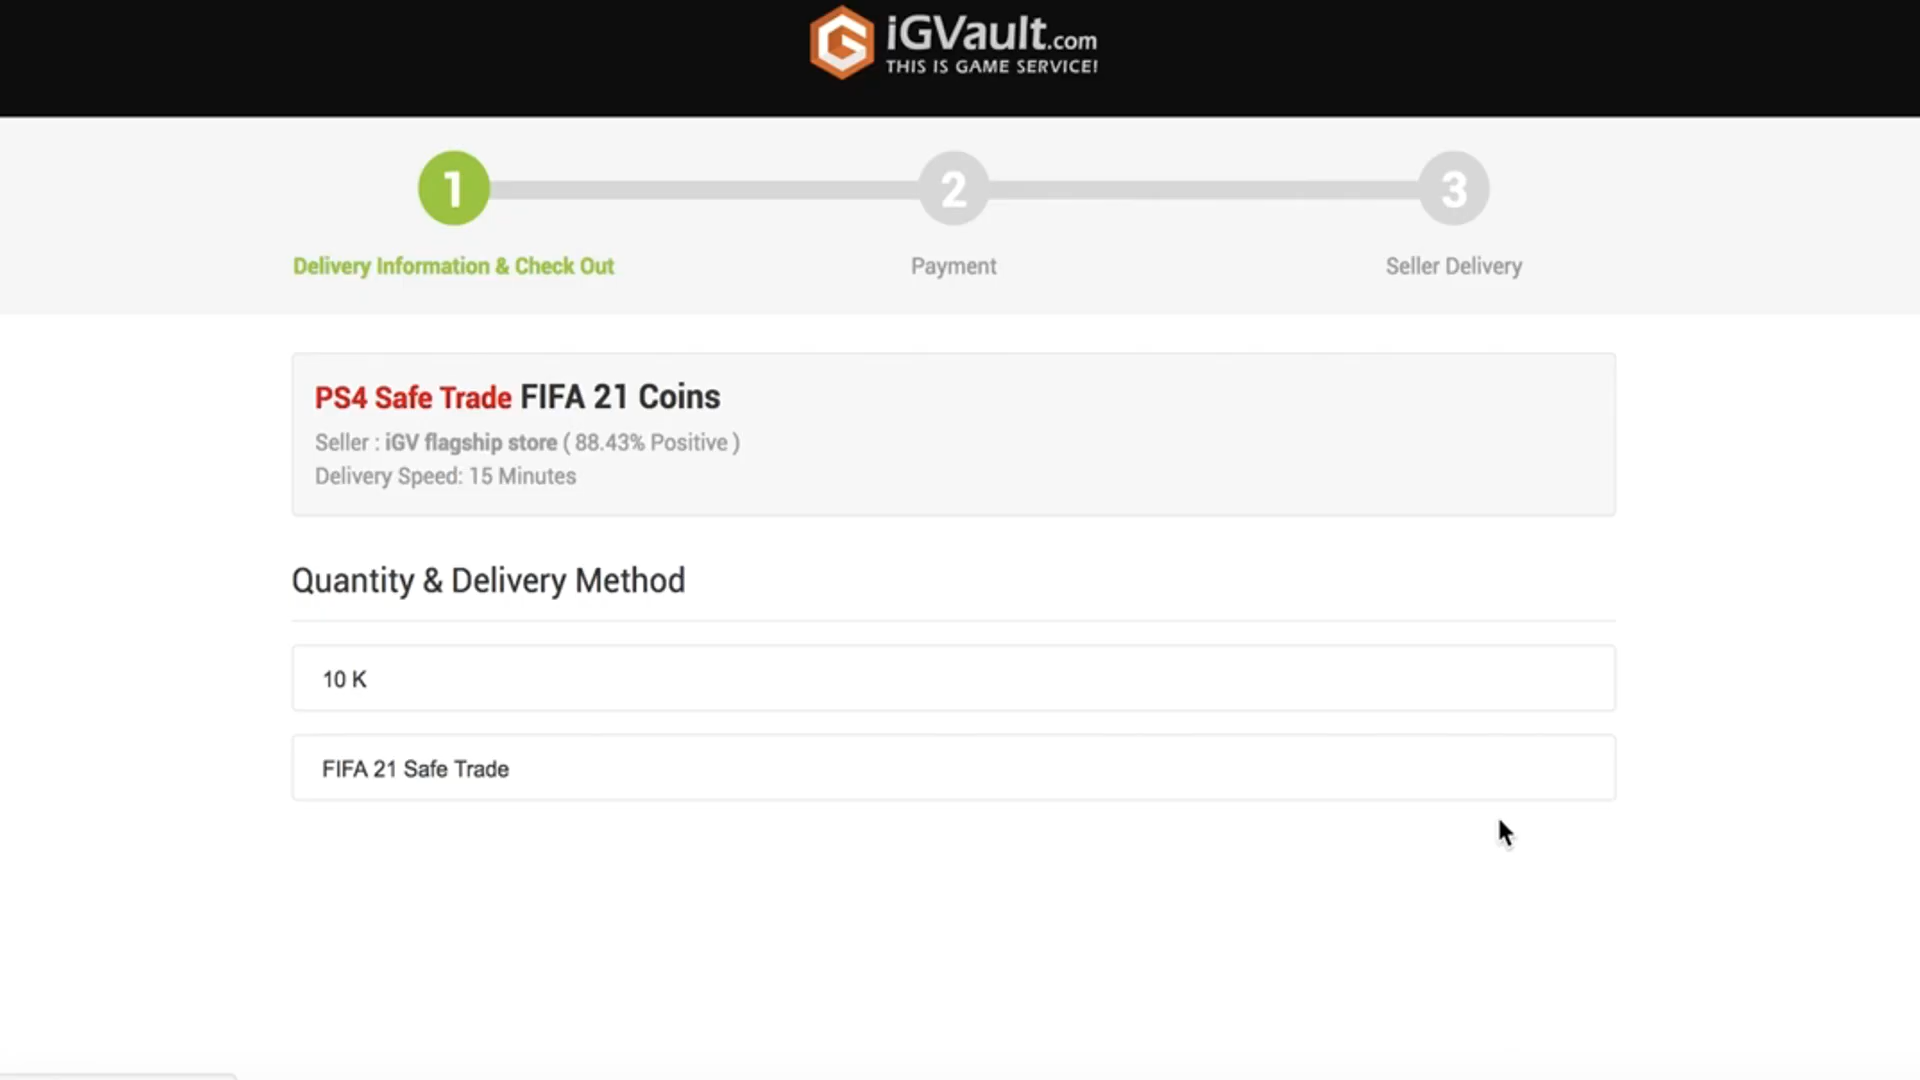 iGVault.com
THIS IS GAME SERVICE!
1
2
3
Delivery Information & Check Out
Payment
Seller Delivery
PS4 Safe Trade FIFA 21 Coins
Seller : iGV flagship store ( 88.43% Positive )
Delivery Speed: 15 Minutes
Quantity & Delivery Method
10 K
FIFA 21 Safe Trade